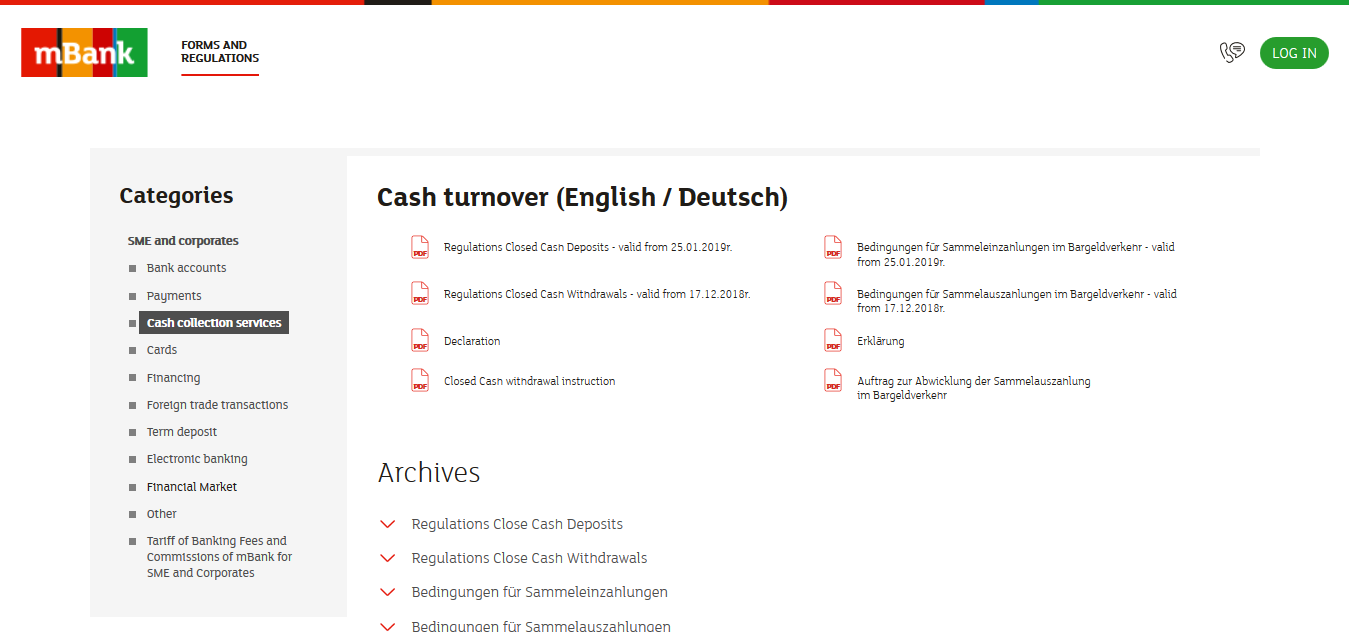 mBank
FORMS AND
REGULATIONS
LOG IN
Categories
SME and corporates
Bank accounts
Payments
Cash collection services
Cards
Financing
Foreign trade transactions
Term deposit
Electronic banking
Financial Market
Other
Tariff of Banking Fees and
Commissions of mBank for
SME and Corporates
Cash turnover (English / Deutsch)
PDF Regulations Closed Cash Deposits - valid from 25.01.2019r.
PDF Bedingungen für Sammeleinzahlungen im Bargeldverkehr - valid
from 25.01.2019r.
PDF Regulations Closed Cash Withdrawals - valid from 17.12.2018r.
PDF Bedingungen für Sammelauszahlungen im Bargeldverkehr - valid
from 17.12.2018r.
PDF Declaration
PDF Erklärung
PDF Closed Cash witndrawal instruction
PDF Auftrag zur Abwicklung der Sammelauszahlung
im Bargeldverkehr
Archives
Regulations Close Cash Deposits
Regulations Close Cash Withdrawals
Bedingungen für Sammeleinzahlungen
Bedingungen für Sammelauszahlungen